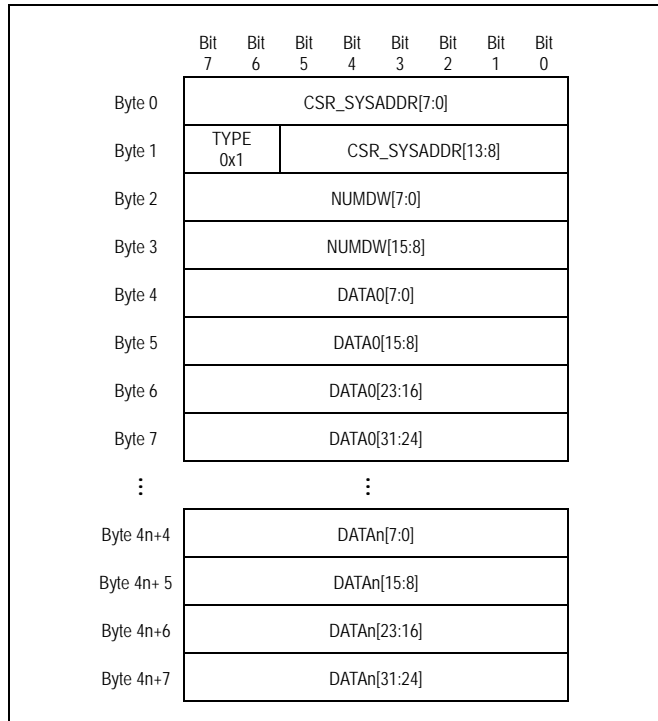 Bit Bit Bit Bit Bit Bit Bit Bit
7 6 5 4 3 2 1 0
Byte 0 CSR_SYSADDR[7:0]
Byte 1 TYPE 0x1 CSR_SYSADDR[13:8]
Byte 2 NUMDW[7:0]
Byte 3 NUMDW[15:8]
Byte 4 DATA0[7:0]
Byte 5 DATA0[15:8]
Byte 6 DATA0[23:16]
Byte 7 DATA0[31:24]
⋮ ⋮
Byte 4n+4 DATAn[7:0]
Byte 4n+ 5 DATAn[15:8]
Byte 4n+6 DATAn[23:16]
Byte 4n+7 DATAn[31:24]